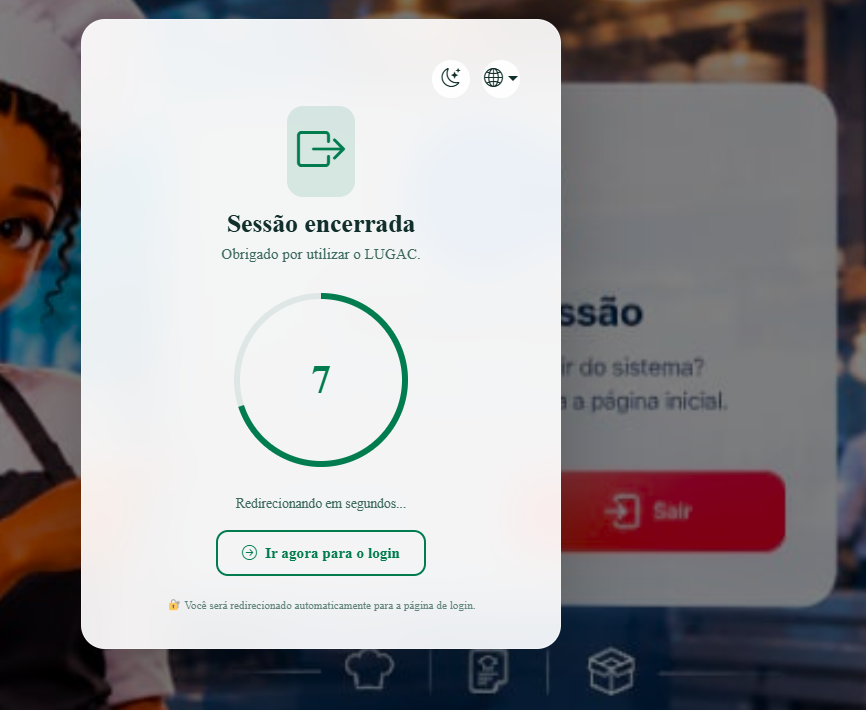 Sessão encerrada
Obrigado por utilizar o LUGAC.
7
Redirecionando em segundos...
Ir agora para o login
Você será redirecionado automaticamente para a página de login.
ssão
ir do sistema?
a a página inicial.
Sair